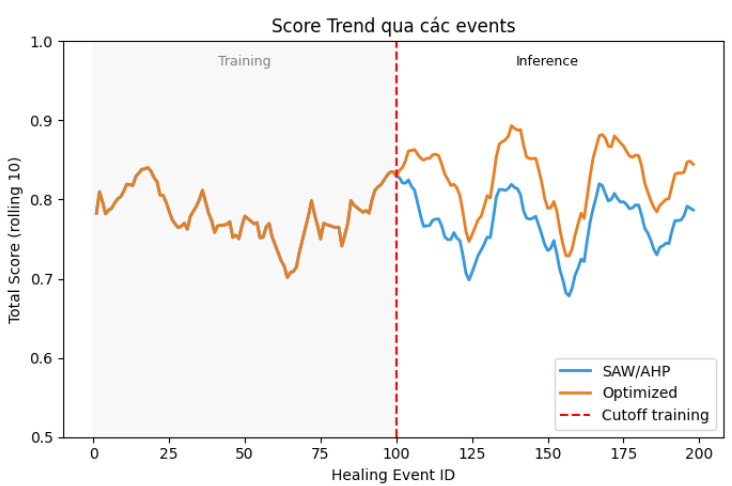 Score Trend qua các events
Training
Inference
Total Score (rolling 10)
1.0
0.9
0.8
0.7
0.6
0.5
SAW/AHP
Optimized
Cutoff training
0 25 50 75 100 125 150 175 200
Healing Event ID